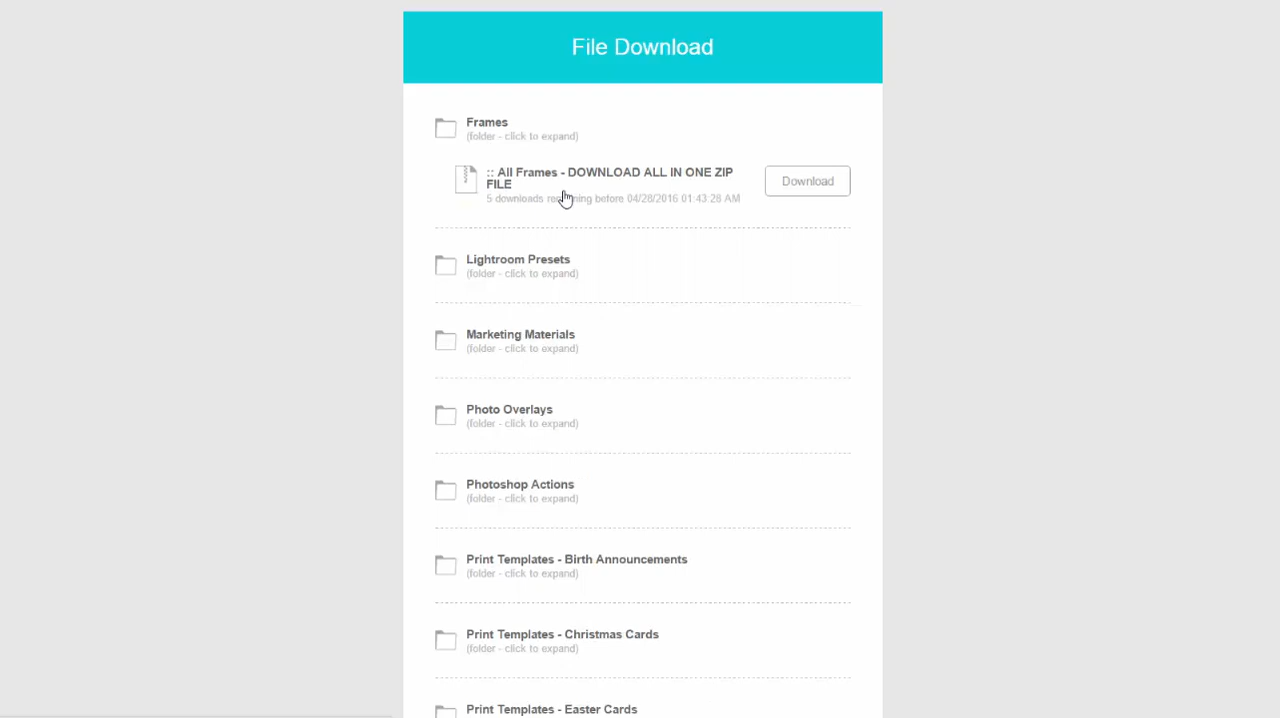 File Download
Frames
(folder - click to expand)
:: All Frames - DOWNLOAD ALL IN ONE ZIP
FILE
5 downloads before 04/28/2016 01:43:28 AM
Download
Lightroom Presets
(folder - click to expand)
Marketing Materials
(folder - click to expand)
Photo Overlays
(folder - click to expand)
Photoshop Actions
(folder - click to expand)
Print Templates - Birth Announcements
(folder - click to expand)
Print Templates - Christmas Cards
(folder - click to expand)
Print Templates - Easter Cards